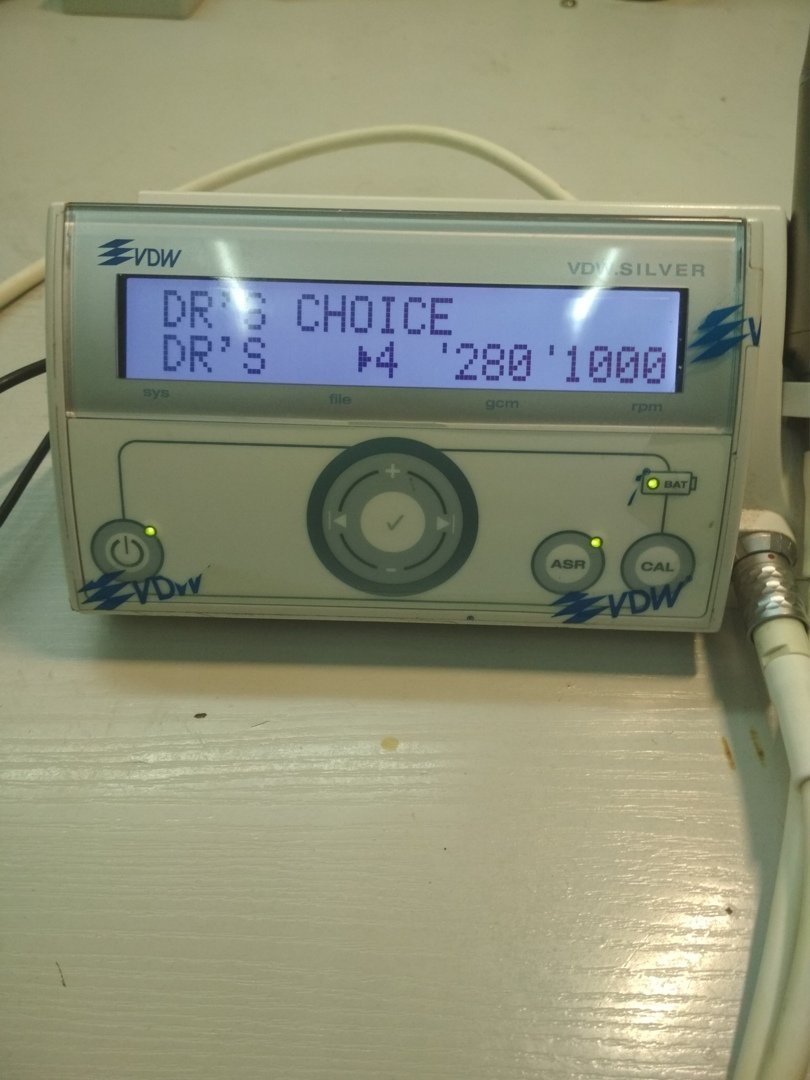 VDW
VDW.SILVER
DR'S CHOICE
DR'S ▶4 '280 '1000
V
sys file gcm rpm
+
BAT
✓
-
ASR CAL
VDW VDW